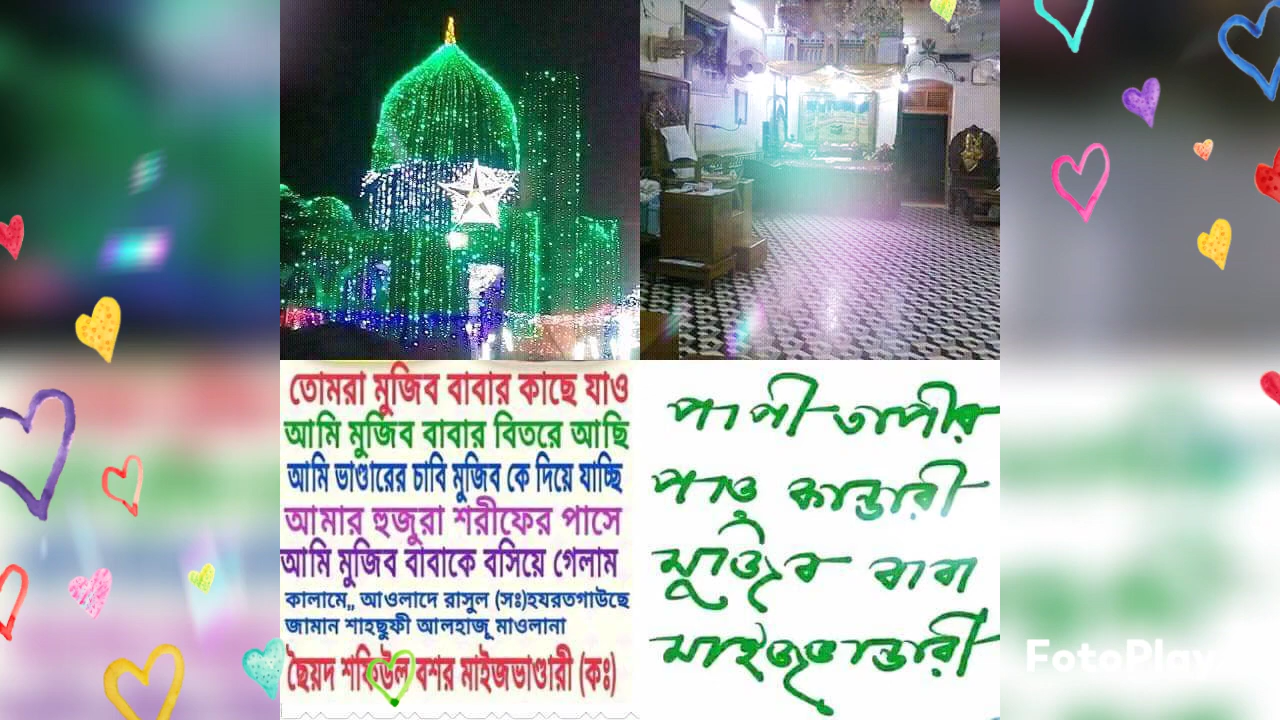 তোমরা মুজিব বাবার কাছে যাও
আমি মুজিব বাবার বিতরে আছি
আমি ভাণ্ডারের চাবি মুজিব কে দিয়ে যাচ্ছি
আমার হুজুরা শরীফের পাসে
আমি মুজিব বাবাকে বসিয়ে গেলাম
কালামে,, আওলাদে রাসুল (সঃ)হযরতগাউছে
জামান শাহছুফী আলহাজ্ব মাওলানা
ছৈয়দ শফিউল বশর মাইজভাণ্ডারী (কঃ)
পাপী তাপীর
পাড় কান্ডারী
মুজিব বাবা
মাইজভান্ডারী
FotoPlay